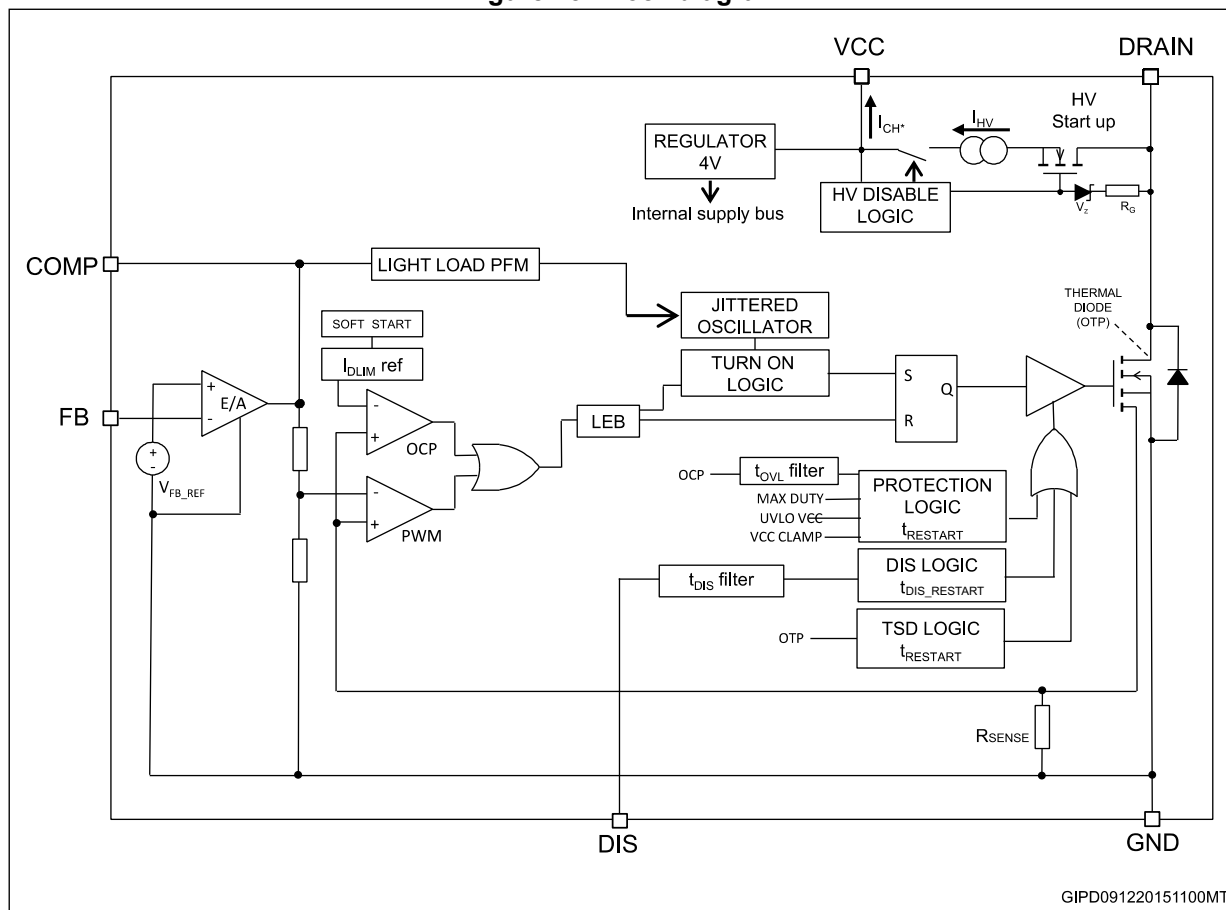 VCC
DRAIN
HV
Start up
I_HV
I_CH*
REGULATOR
4V
Internal supply bus
HV DISABLE
LOGIC
V_Z
R_G
COMP
LIGHT LOAD PFM
JITTERED
OSCILLATOR
THERMAL
DIODE
(OTP)
SOFT START
I_DLIM ref
TURN ON
LOGIC
S
Q
R
+
E/A
-
FB
-
+
OCP
LEB
+
-
V_FB_REF
-
+
PWM
OCP
t_OVL filter
MAX DUTY
UVLO VCC
VCC CLAMP
PROTECTION
LOGIC
t_RESTART
t_DIS filter
DIS LOGIC
t_DIS_RESTART
OTP
TSD LOGIC
t_RESTART
R_SENSE
DIS
GND
GIPD091220151100MT